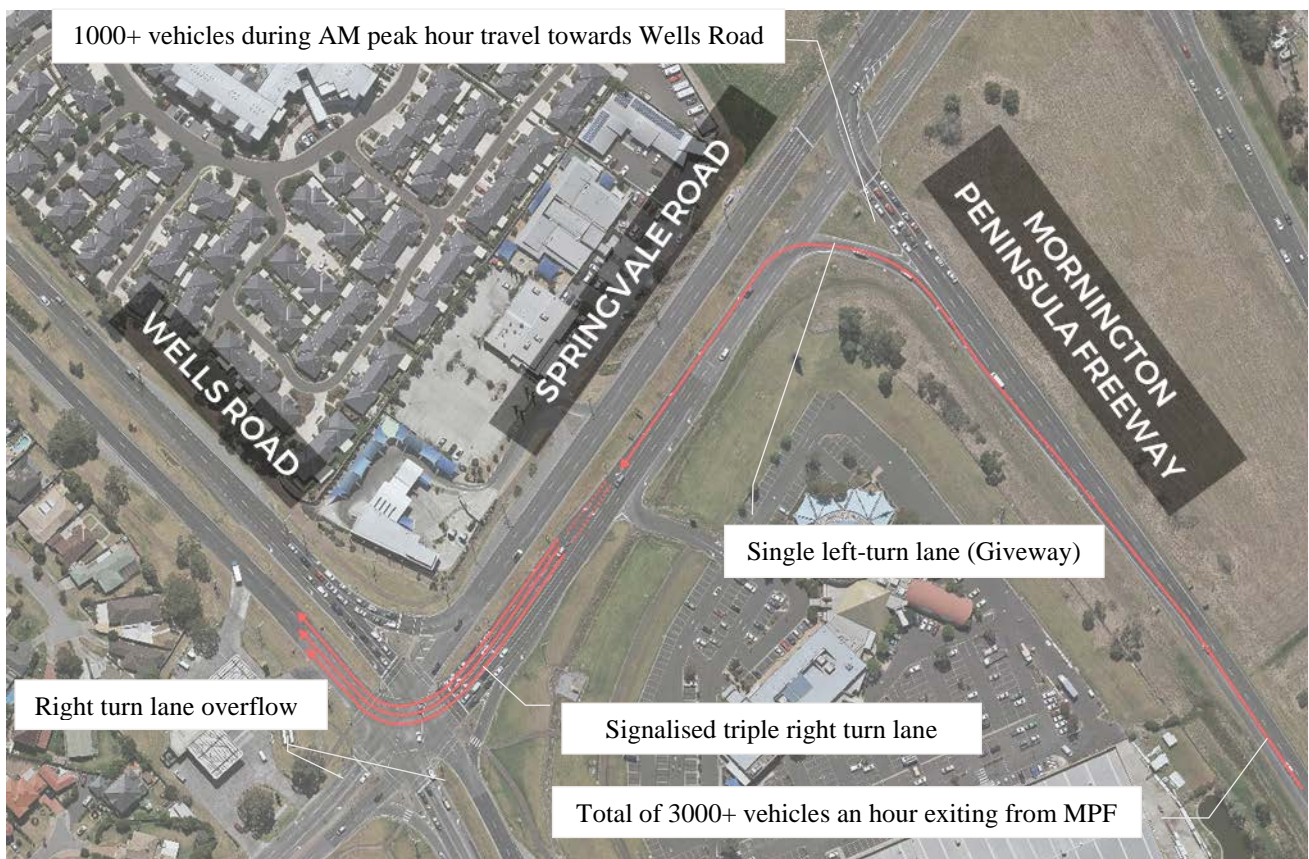 1000+ vehicles during AM peak hour travel towards Wells Road
SPRINGVALE ROAD
MORNINGTON
PENINSULA FREEWAY
WELLS ROAD
Single left-turn lane (Giveway)
Right turn lane overflow
Signalised triple right turn lane
Total of 3000+ vehicles an hour exiting from MPF